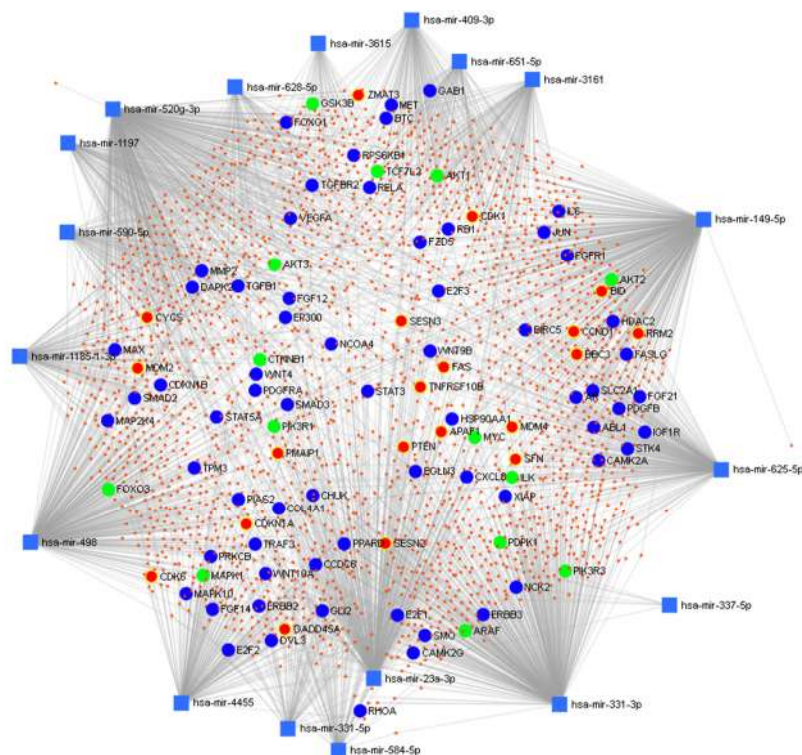 hsa-mir-409-3p
hsa-mir-3615
hsa-mir-651-5p
hsa-mir-628-5p
hsa-mir-3161
ZMAT3
GAB1
GSK3B
MET
hsa-mir-520g-3p
BTC
FOXO1
hsa-mir-1197
RPS6KB1
TCF7L2
AKT1
TGFBR2
RELA
CDK1
IL6
VEGFA
hsa-mir-149-5p
RB1
JUN
hsa-mir-590-5p
FZD5
FGFR1
AKT3
MMP2
AKT2
DAPK2
TGFB1
BID
E2F3
FGF12
CYCS
EP300
SESN3
HDAC2
BIRC5
CCND1
RRM2
NCOA4
MAX
WNT9B
BBC3
FASLG
hsa-mir-1185-1-3p
CTNNB1
MDM2
FAS
WNT4
CDKN1B
TNFRSF10B
PDGFRA
STAT3
SLC2A1
SMAD2
AR
FGF21
SMAD3
PDGFB
MAP2K4
STAT5A
HSP90AA1
PIK3R1
MDM4
ABL1
APAF1
IGF1R
MYC
PTEN
STK4
PMAIP1
SFN
CAMK2A
TPM3
EGLN3
hsa-mir-625-5p
CXCL8
ILK
FOXO3
CHUK
XIAP
PIAS2
COL4A1
CDKN1A
hsa-mir-498
TRAF3
PPARD
SESN2
PDPK1
PRKCB
CCDC6
CDK6
MAPK1
WNT10A
PIK3R3
NCK2
MAPK10
hsa-mir-337-5p
FGF14
ERBB2
GLI2
E2F1
ERBB3
GADD45A
ARAF
DVL3
SMO
E2F2
CAMK2G
hsa-mir-23a-3p
hsa-mir-4455
hsa-mir-331-3p
RHOA
hsa-mir-331-5p
hsa-mir-584-5p